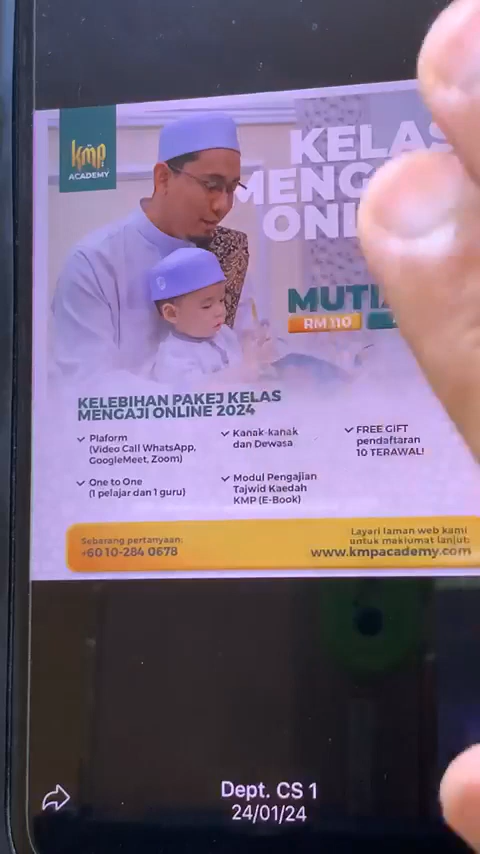 kmp
ACADEMY
KELAS
ONL
RM 110
KELEBIHAN PAKEJ KELAS
MENGAJI ONLINE 2024
Plaform
(Video Call WhatsApp,
GoogleMeet, Zoom)
One to One
(1 pelajar dan 1 guru)
Kanak-kanak
dan Dewasa
Modul Pengajian
Tajwid Kaedah
KMP (E-Book)
FREE GIFT
pendaftaran
10 TERAWAL!
Sebarang pertanyaan:
+60 10-284 0678
Layari laman web kami
untuk maklumat lanjut:
www.kmpacademy.com
Dept. CS 1
24/01/24